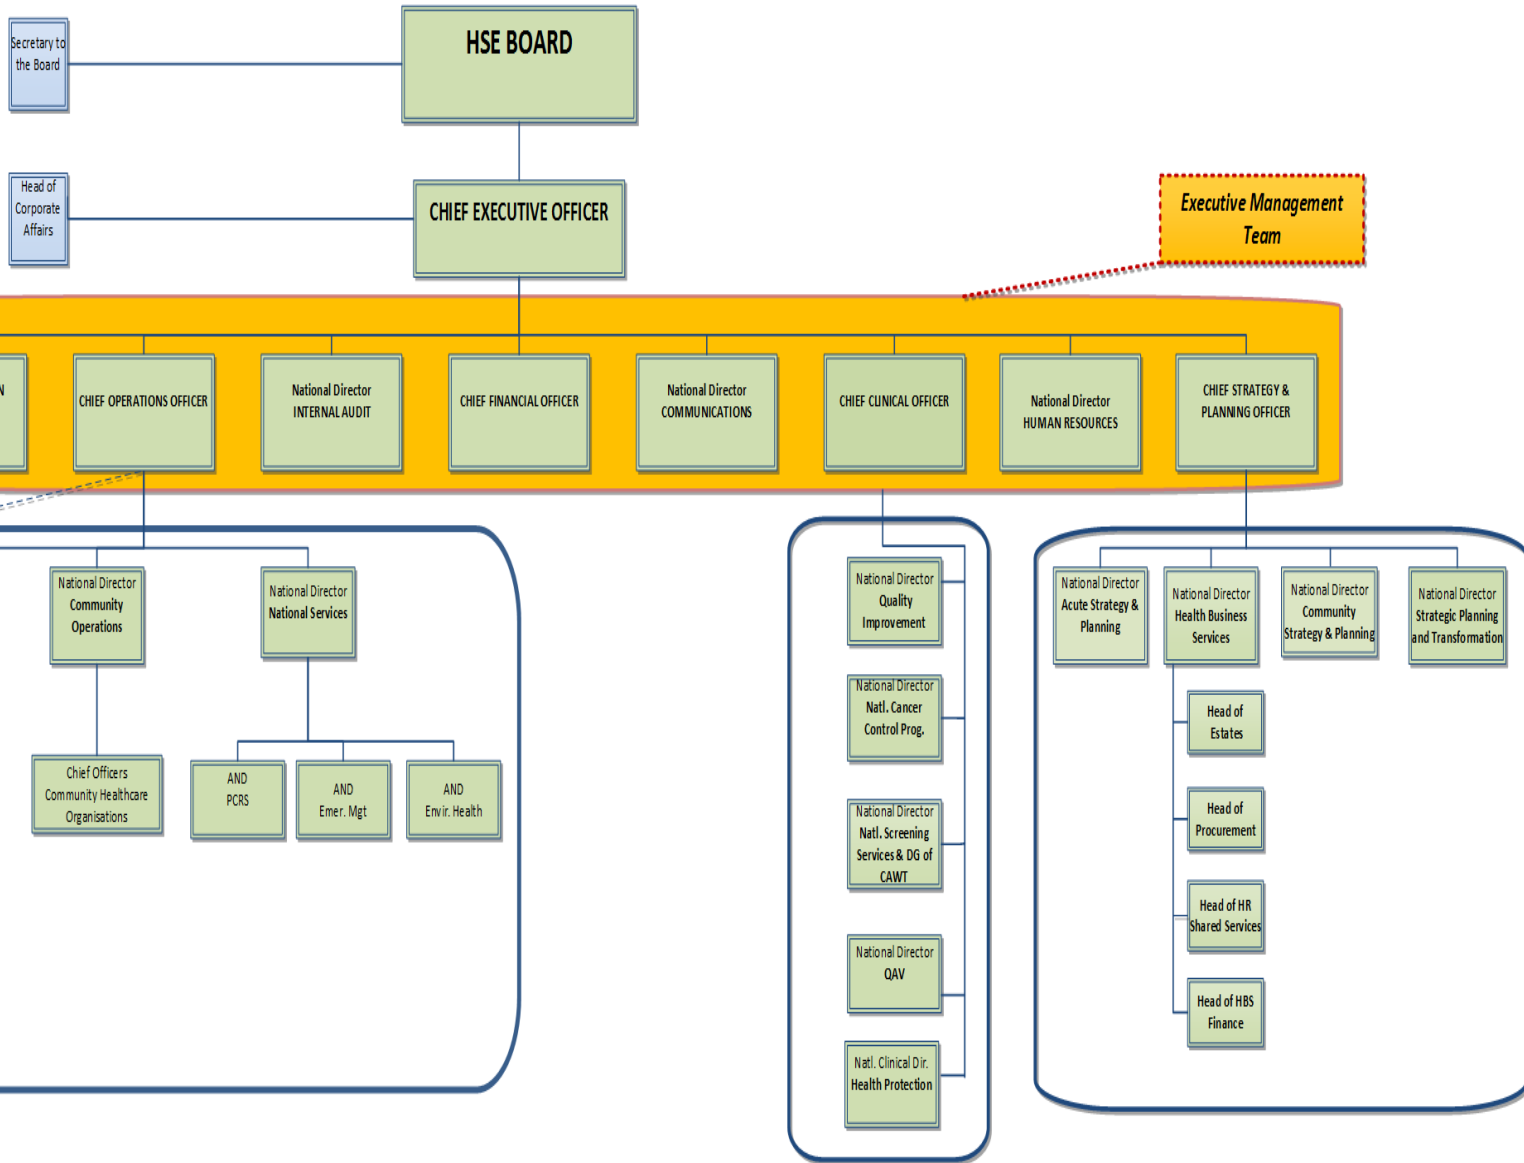 Secretary to
the Board
HSE BOARD
Head of
Corporate
Affairs
CHIEF EXECUTIVE OFFICER
Executive Management
Team
N
CHIEF OPERATIONS OFFICER
National Director
INTERNAL AUDIT
CHIEF FINANCIAL OFFICER
National Director
COMMUNICATIONS
CHIEF CLINICAL OFFICER
National Director
HUMAN RESOURCES
CHIEF STRATEGY &
PLANNING OFFICER
National Director
Community
Operations
National Director
National Services
Chief Officers
Community Healthcare
Organisations
AND
PCRS
AND
Emer. Mgt
AND
Envir. Health
National Director
Quality
Improvement
National Director
Natl. Cancer
Control Prog.
National Director
Natl. Screening
Services & DG of
CAWT
National Director
QAV
Natl. Clinical Dir.
Health Protection
National Director
Acute Strategy &
Planning
National Director
Health Business
Services
National Director
Community
Strategy & Planning
National Director
Strategic Planning
and Transformation
Head of
Estates
Head of
Procurement
Head of HR
Shared Services
Head of HBS
Finance